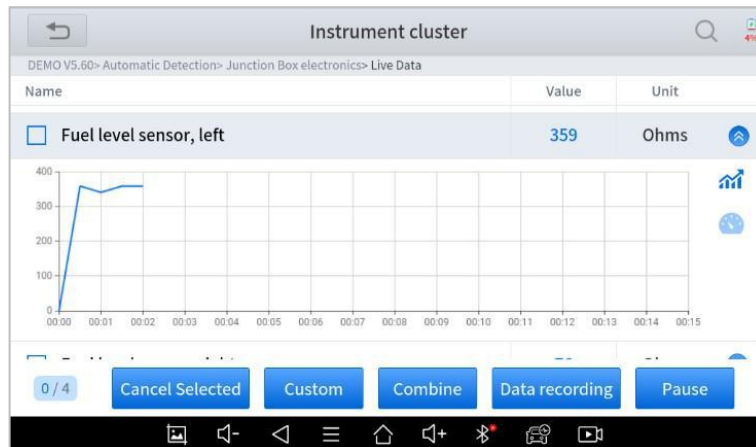 Instrument cluster
4%
DEMO V5.60> Automatic Detection> Junction Box electronics> Live Data
Name Value Unit
Fuel level sensor, left 359 Ohms
400
300
200
100
0
00:00 00:01 00:02 00:03 00:04 00:05 00:06 00:07 00:08 00:09 00:10 00:11 00:12 00:13 00:14 00:15
0 / 4 Cancel Selected Custom Combine Data recording Pause